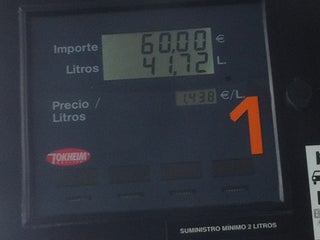 Importe 60,00 €
Litros 41,72 L.
Precio / Litros 1,438 €/L.
1
TOKHEIM
SUMINISTRO MINIMO 2 LITROS